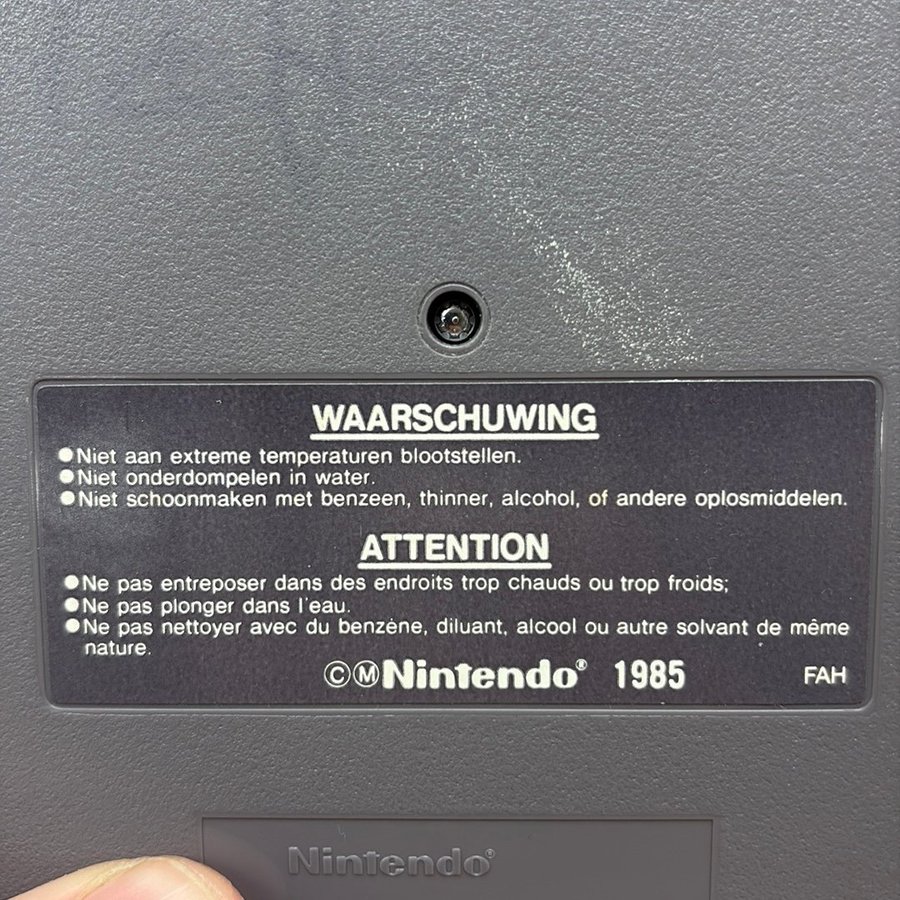 WAARSCHUWING
●Niet aan extreme temperaturen blootstellen.
●Niet onderdompelen in water.
●Niet schoonmaken met benzeen, thinner, alcohol, of andere oplosmiddelen.
ATTENTION
●Ne pas entreposer dans des endroits trop chauds ou trop froids;
●Ne pas plonger dans l'eau.
●Ne pas nettoyer avec du benzène, diluant, alcool ou autre solvant de même
nature.
ⒸⓂNintendo® 1985 FAH
Nintendo®